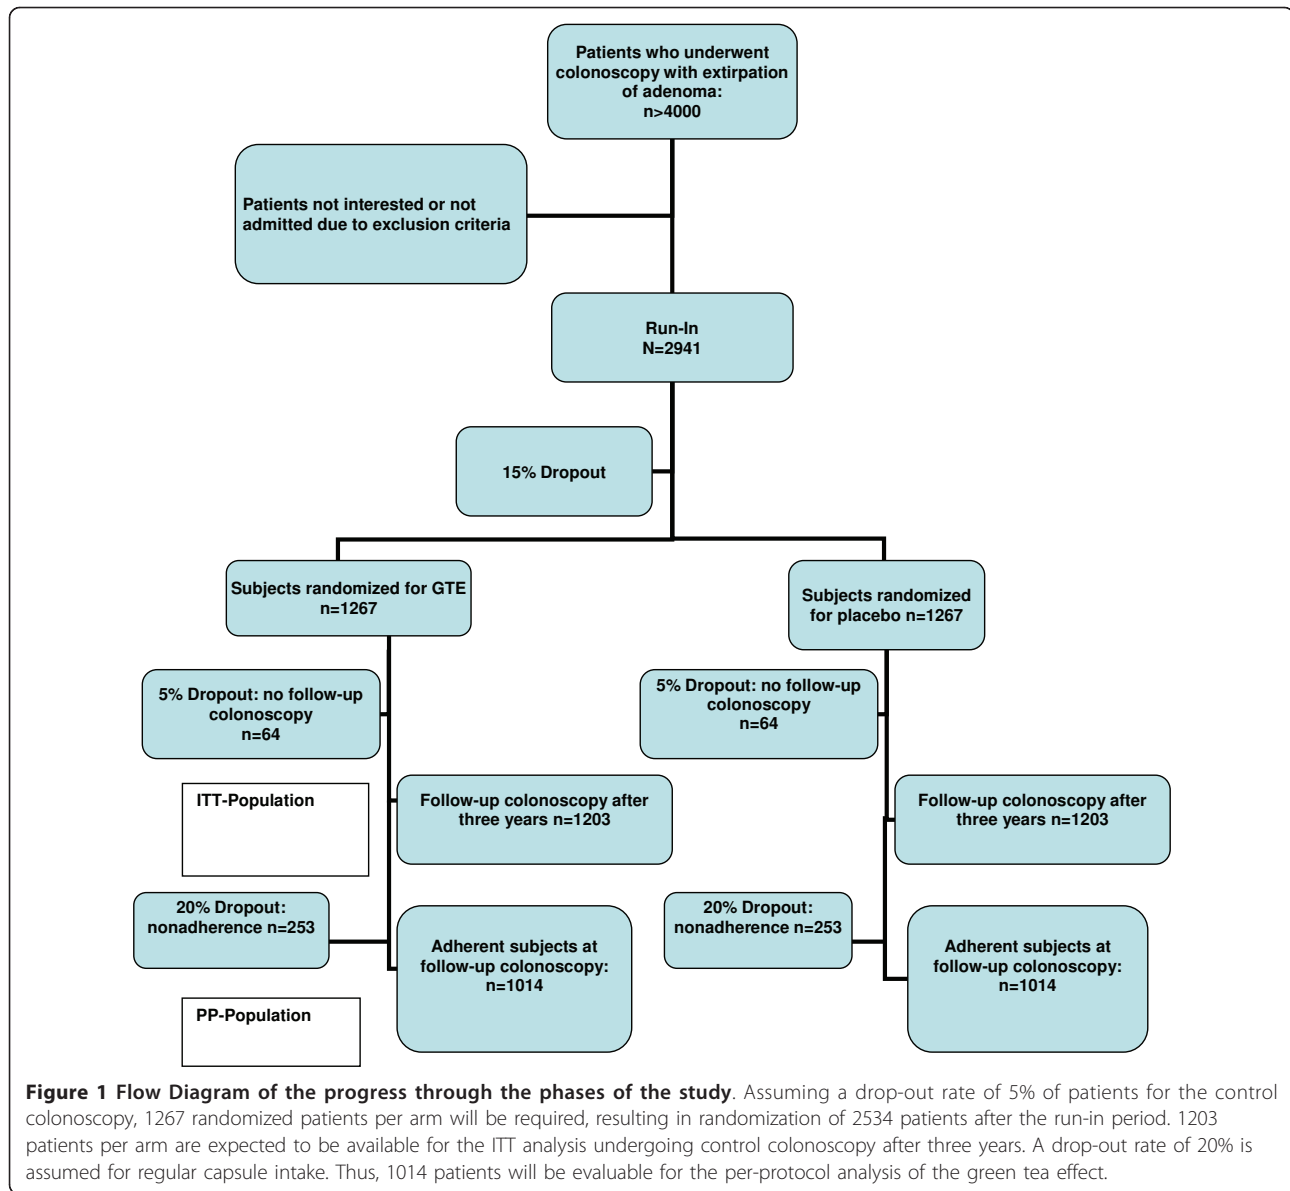 Patients who underwent
colonoscopy with extirpation
of adenoma:
n>4000
Patients not interested or not
admitted due to exclusion criteria
Run-In
N=2941
15% Dropout
Subjects randomized for GTE
n=1267
Subjects randomized
for placebo n=1267
5% Dropout: no follow-up
colonoscopy
n=64
5% Dropout: no follow-up
colonoscopy
n=64
ITT-Population
Follow-up colonoscopy after
three years n=1203
Follow-up colonoscopy after
three years n=1203
20% Dropout:
nonadherence n=253
20% Dropout:
nonadherence n=253
Adherent subjects at
follow-up colonoscopy:
n=1014
Adherent subjects at
follow-up colonoscopy:
n=1014
PP-Population
Figure 1 Flow Diagram of the progress through the phases of the study. Assuming a drop-out rate of 5% of patients for the control
colonoscopy, 1267 randomized patients per arm will be required, resulting in randomization of 2534 patients after the run-in period. 1203
patients per arm are expected to be available for the ITT analysis undergoing control colonoscopy after three years. A drop-out rate of 20% is
assumed for regular capsule intake. Thus, 1014 patients will be evaluable for the per-protocol analysis of the green tea effect.